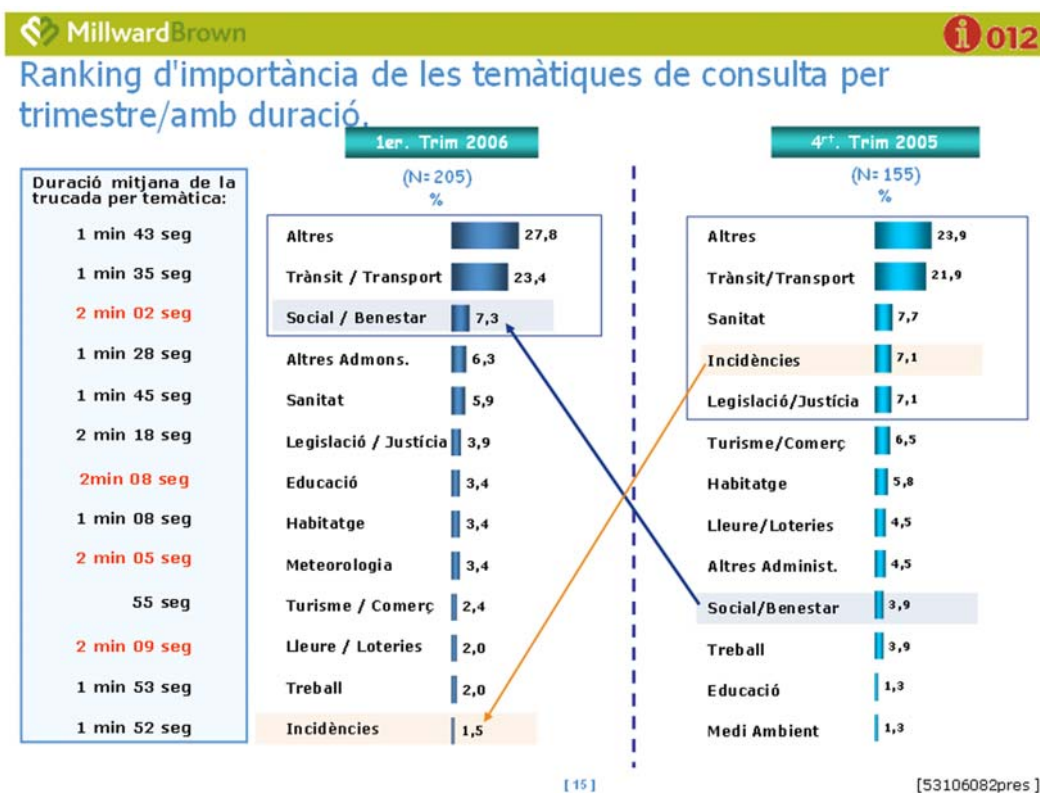 MillwardBrown
i 012
Ranking d'importància de les temàtiques de consulta per
trimestre/amb duració.
1er. Trim 2006
(N=205)
%
4rt. Trim 2005
(N=155)
%
Duració mitjana de la
trucada per temàtica:
1 min 43 seg
1 min 35 seg
2 min 02 seg
1 min 28 seg
1 min 45 seg
2 min 18 seg
2min 08 seg
1 min 08 seg
2 min 05 seg
55 seg
2 min 09 seg
1 min 53 seg
1 min 52 seg
Altres 27,8
Trànsit / Transport 23,4
Social / Benestar 7,3
Altres Admons. 6,3
Sanitat 5,9
Legislació / Justícia 3,9
Educació 3,4
Habitatge 3,4
Meteorologia 3,4
Turisme / Comerç 2,4
Lleure / Loteries 2,0
Treball 2,0
Incidències 1,5
Altres 23,9
Trànsit/Transport 21,9
Sanitat 7,7
Incidències 7,1
Legislació/Justícia 7,1
Turisme/Comerç 6,5
Habitatge 5,8
Lleure/Loteries 4,5
Altres Administ. 4,5
Social/Benestar 3,9
Treball 3,9
Educació 1,3
Medi Ambient 1,3
[ 15 ]
[53106082pres ]